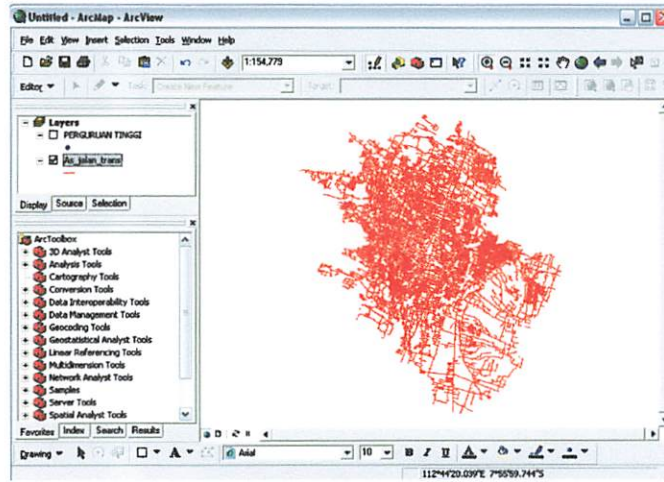 Untitled - ArcMap - ArcView
File Edit View Insert Selection Tools Window Help
1:154,779
Editor Task: Create New Feature Target:
Layers
PERGURUAN TINGGI
As_jalan_trans
Display Source Selection
ArcToolbox
3D Analyst Tools
Analysis Tools
Cartography Tools
Conversion Tools
Data Interoperability Tools
Data Management Tools
Geocoding Tools
Geostatistical Analyst Tools
Linear Referencing Tools
Multidimension Tools
Network Analyst Tools
Samples
Server Tools
Spatial Analyst Tools
Favorites Index Search Results
Drawing A Arial 10 B I U A
112°44'20.039"E 7°55'59.744"S